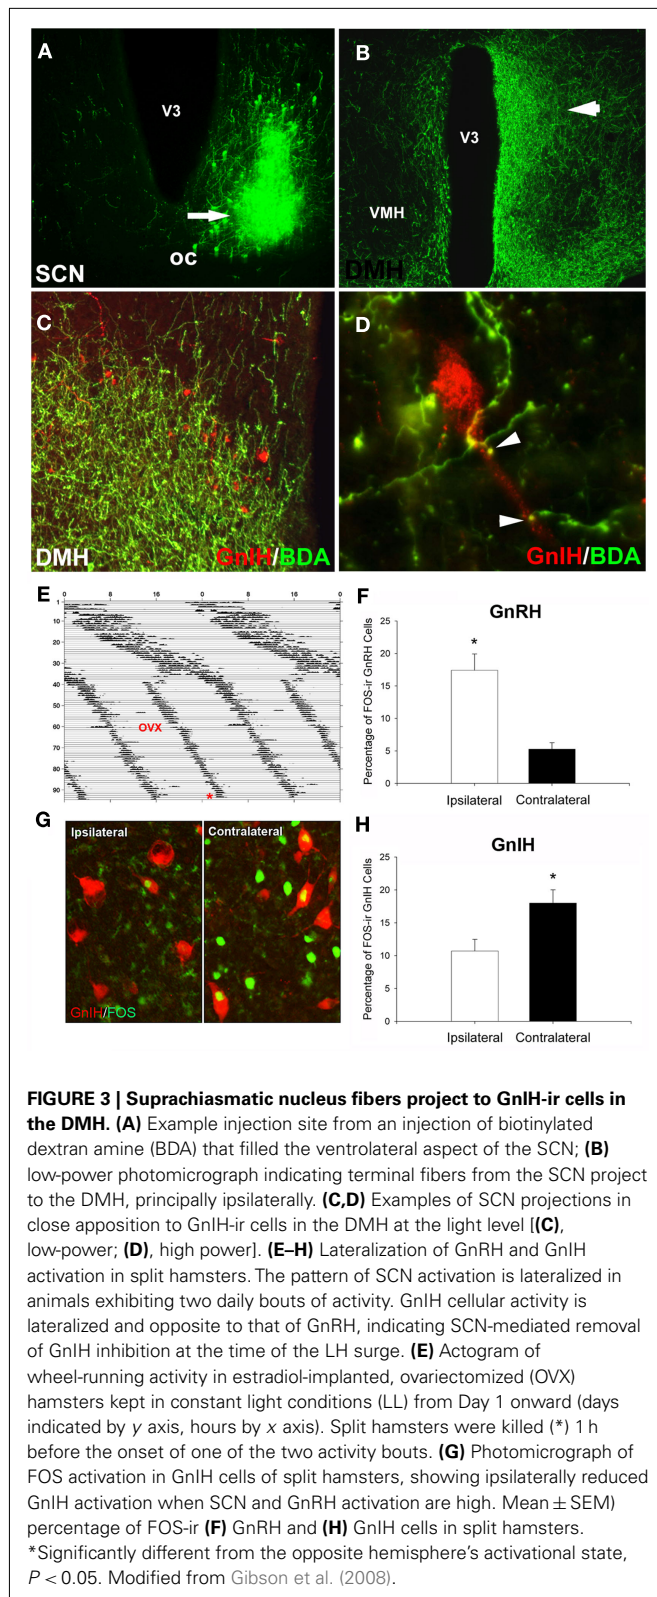 A
V3
SCN
OC
B
V3
VMH
DMH
C
DMH
GnIH/BDA
D
GnIH/BDA
E
0 8 16 0 8 16 0
1
10
20
30
40
50
60
70
80
90
OVX
*
F
GnRH
Percentage of FOS-ir GnRH Cells
25
20
15
10
5
0
*
Ipsilateral Contralateral
G
Ipsilateral
Contralateral
GnIH/FOS
H
GnIH
Percentage of FOS-ir GnIH Cells
25
20
15
10
5
0
*
Ipsilateral Contralateral
FIGURE 3 | Suprachiasmatic nucleus fibers project to GnIH-ir cells in
the DMH. (A) Example injection site from an injection of biotinylated
dextran amine (BDA) that filled the ventrolateral aspect of the SCN; (B)
low-power photomicrograph indicating terminal fibers from the SCN project
to the DMH, principally ipsilaterally. (C,D) Examples of SCN projections in
close apposition to GnIH-ir cells in the DMH at the light level [(C),
low-power; (D), high power]. (E–H) Lateralization of GnRH and GnIH
activation in split hamsters. The pattern of SCN activation is lateralized in
animals exhibiting two daily bouts of activity. GnIH cellular activity is
lateralized and opposite to that of GnRH, indicating SCN-mediated removal
of GnIH inhibition at the time of the LH surge. (E) Actogram of
wheel-running activity in estradiol-implanted, ovariectomized (OVX)
hamsters kept in constant light conditions (LL) from Day 1 onward (days
indicated by y axis, hours by x axis). Split hamsters were killed (*) 1 h
before the onset of one of the two activity bouts. (G) Photomicrograph of
FOS activation in GnIH cells of split hamsters, showing ipsilaterally reduced
GnIH activation when SCN and GnRH activation are high. Mean ± SEM)
percentage of FOS-ir (F) GnRH and (H) GnIH cells in split hamsters.
*Significantly different from the opposite hemisphere's activational state,
P < 0.05. Modified from Gibson et al. (2008).